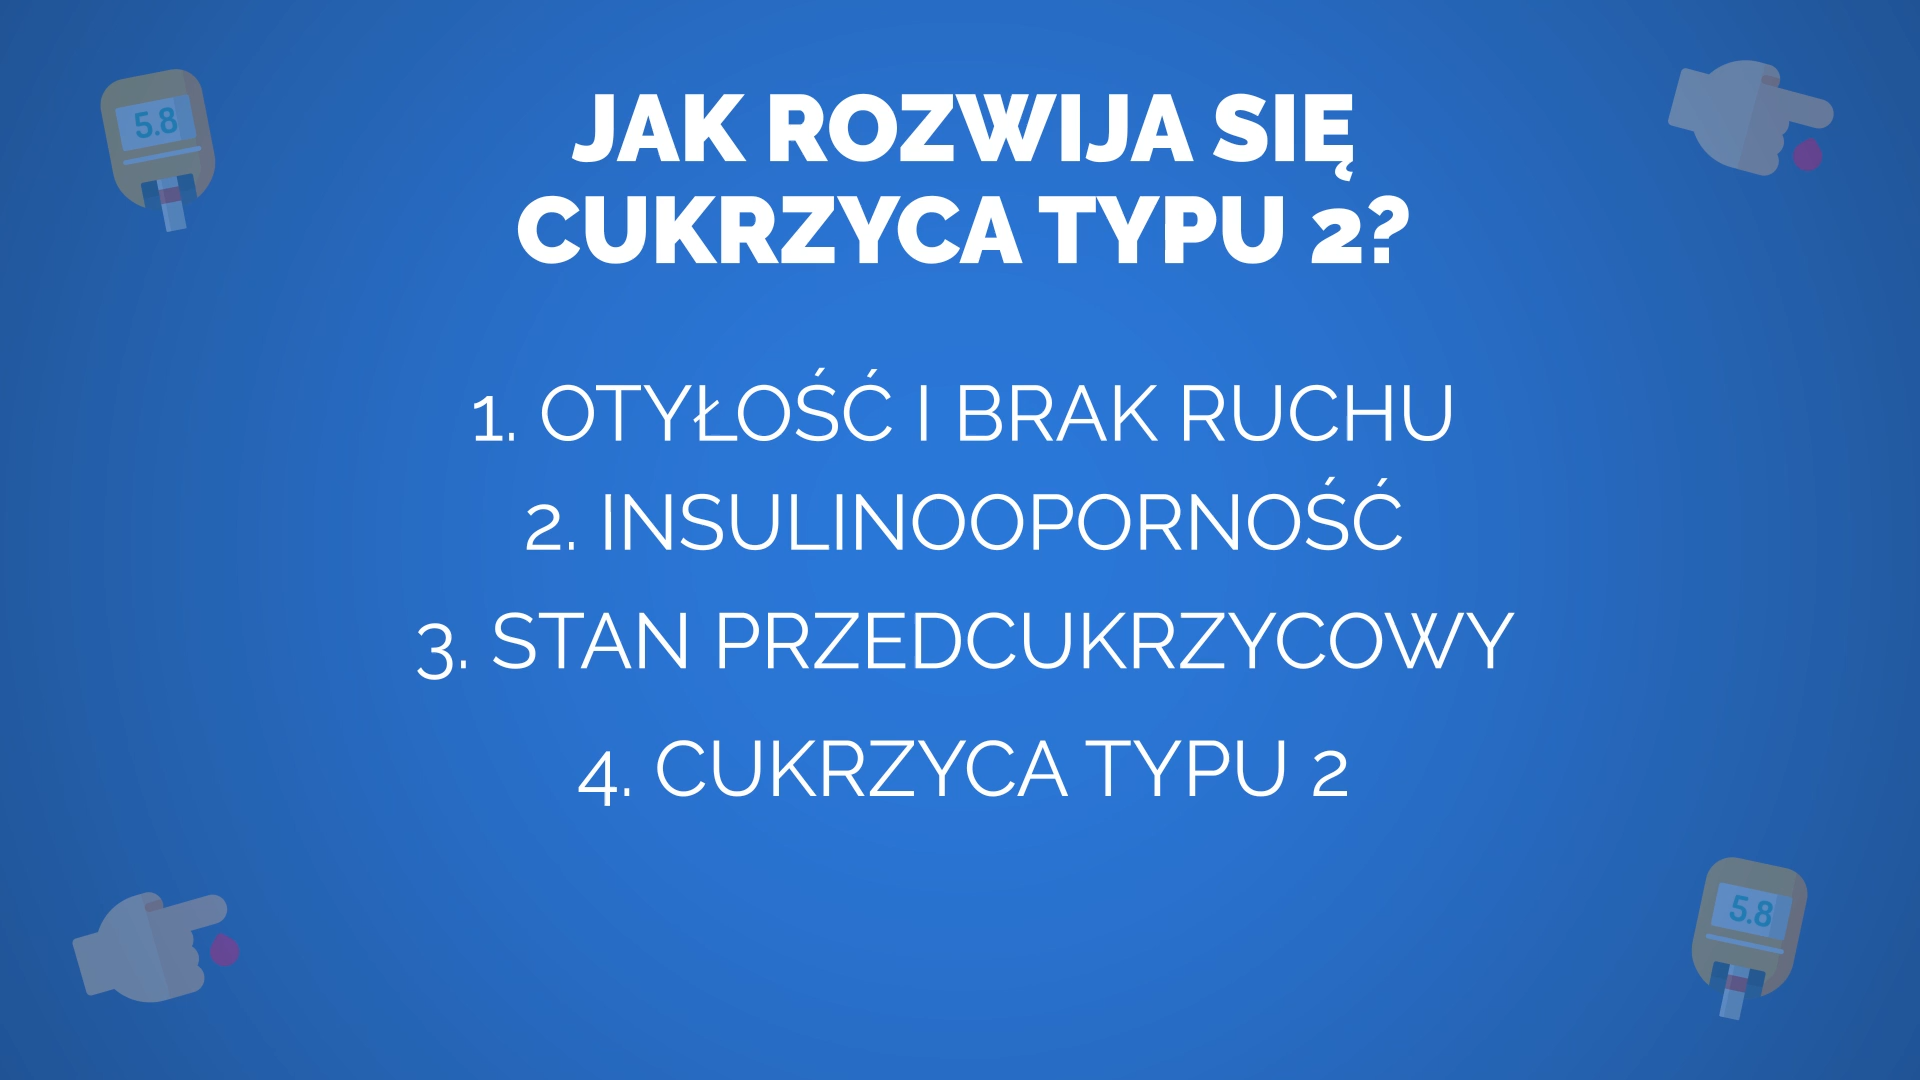 5.8
JAK ROZWIJA SIĘ
CUKRZYCA TYPU 2?
1. OTYŁOŚĆ I BRAK RUCHU
2. INSULINOOPORNOŚĆ
3. STAN PRZEDCUKRZYCOWY
4. CUKRZYCA TYPU 2
5.8